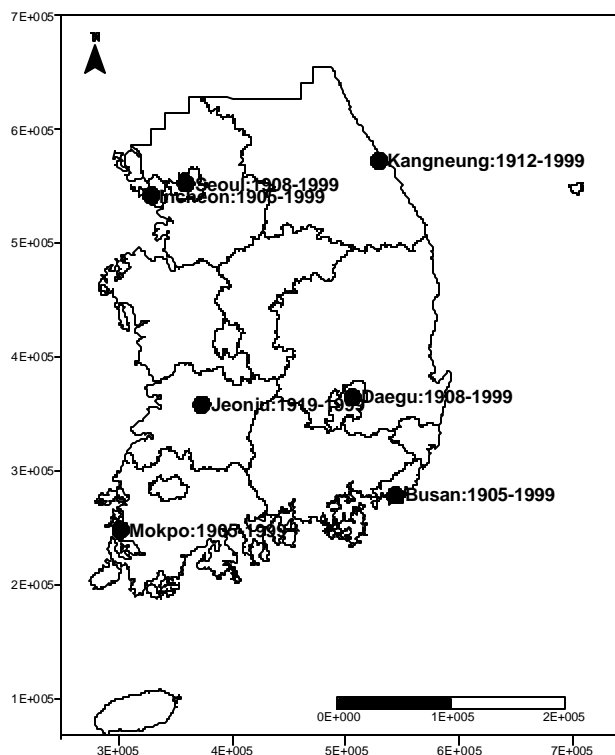 7E+005
N
6E+005
Kangneung:1912-1999
Seoul:1908-1999
Incheon:1905-1999
5E+005
4E+005
Daegu:1908-1999
Jeonju:1919-1999
3E+005
Busan:1905-1999
Mokpo:1905-1999
2E+005
1E+005
0E+000 1E+005 2E+005
3E+005 4E+005 5E+005 6E+005 7E+005